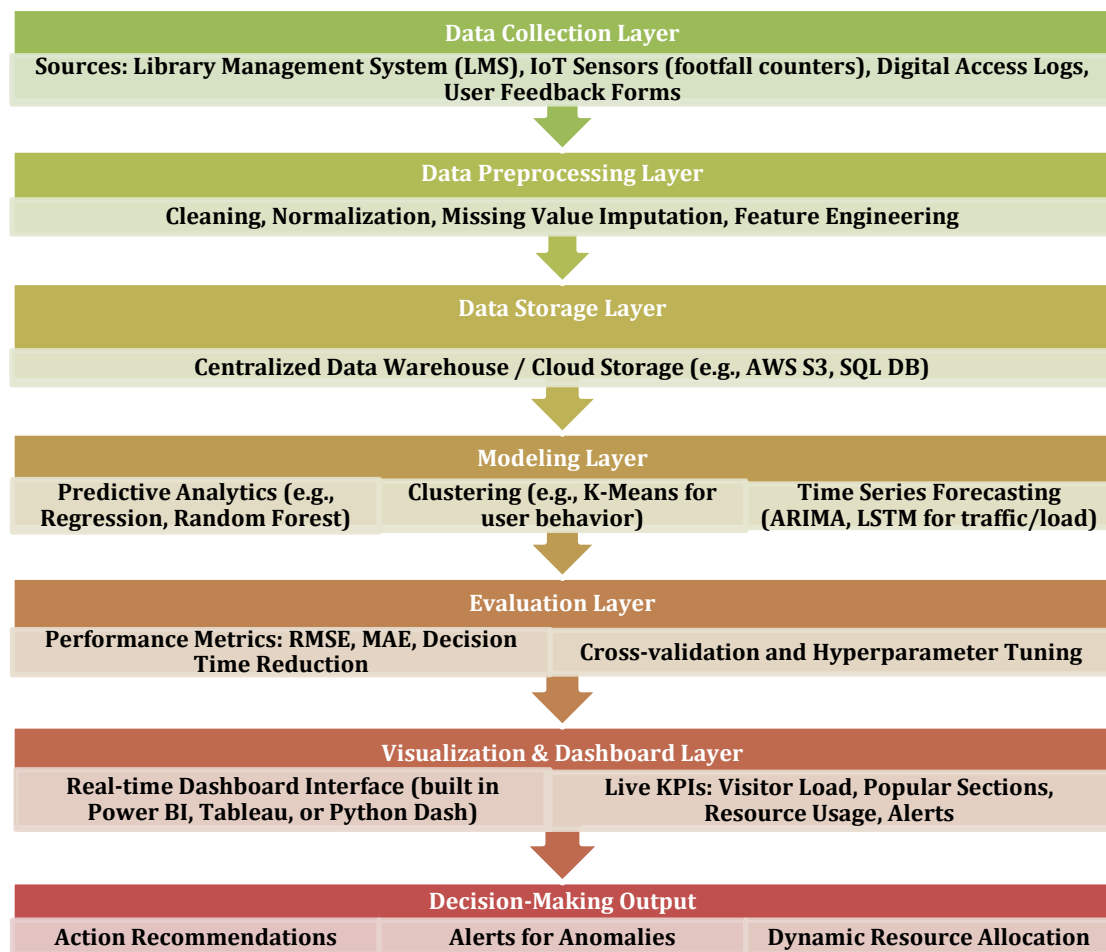 Data Collection Layer
Sources: Library Management System (LMS), IoT Sensors (footfall counters), Digital Access Logs,
User Feedback Forms
Data Preprocessing Layer
Cleaning, Normalization, Missing Value Imputation, Feature Engineering
Data Storage Layer
Centralized Data Warehouse / Cloud Storage (e.g., AWS S3, SQL DB)
Modeling Layer
Predictive Analytics (e.g.,
Regression, Random Forest)
Clustering (e.g., K-Means for
user behavior)
Time Series Forecasting
(ARIMA, LSTM for traffic/load)
Evaluation Layer
Performance Metrics: RMSE, MAE, Decision
Time Reduction
Cross-validation and Hyperparameter Tuning
Visualization & Dashboard Layer
Real-time Dashboard Interface (built in
Power BI, Tableau, or Python Dash)
Live KPIs: Visitor Load, Popular Sections,
Resource Usage, Alerts
Decision-Making Output
Action Recommendations
Alerts for Anomalies
Dynamic Resource Allocation